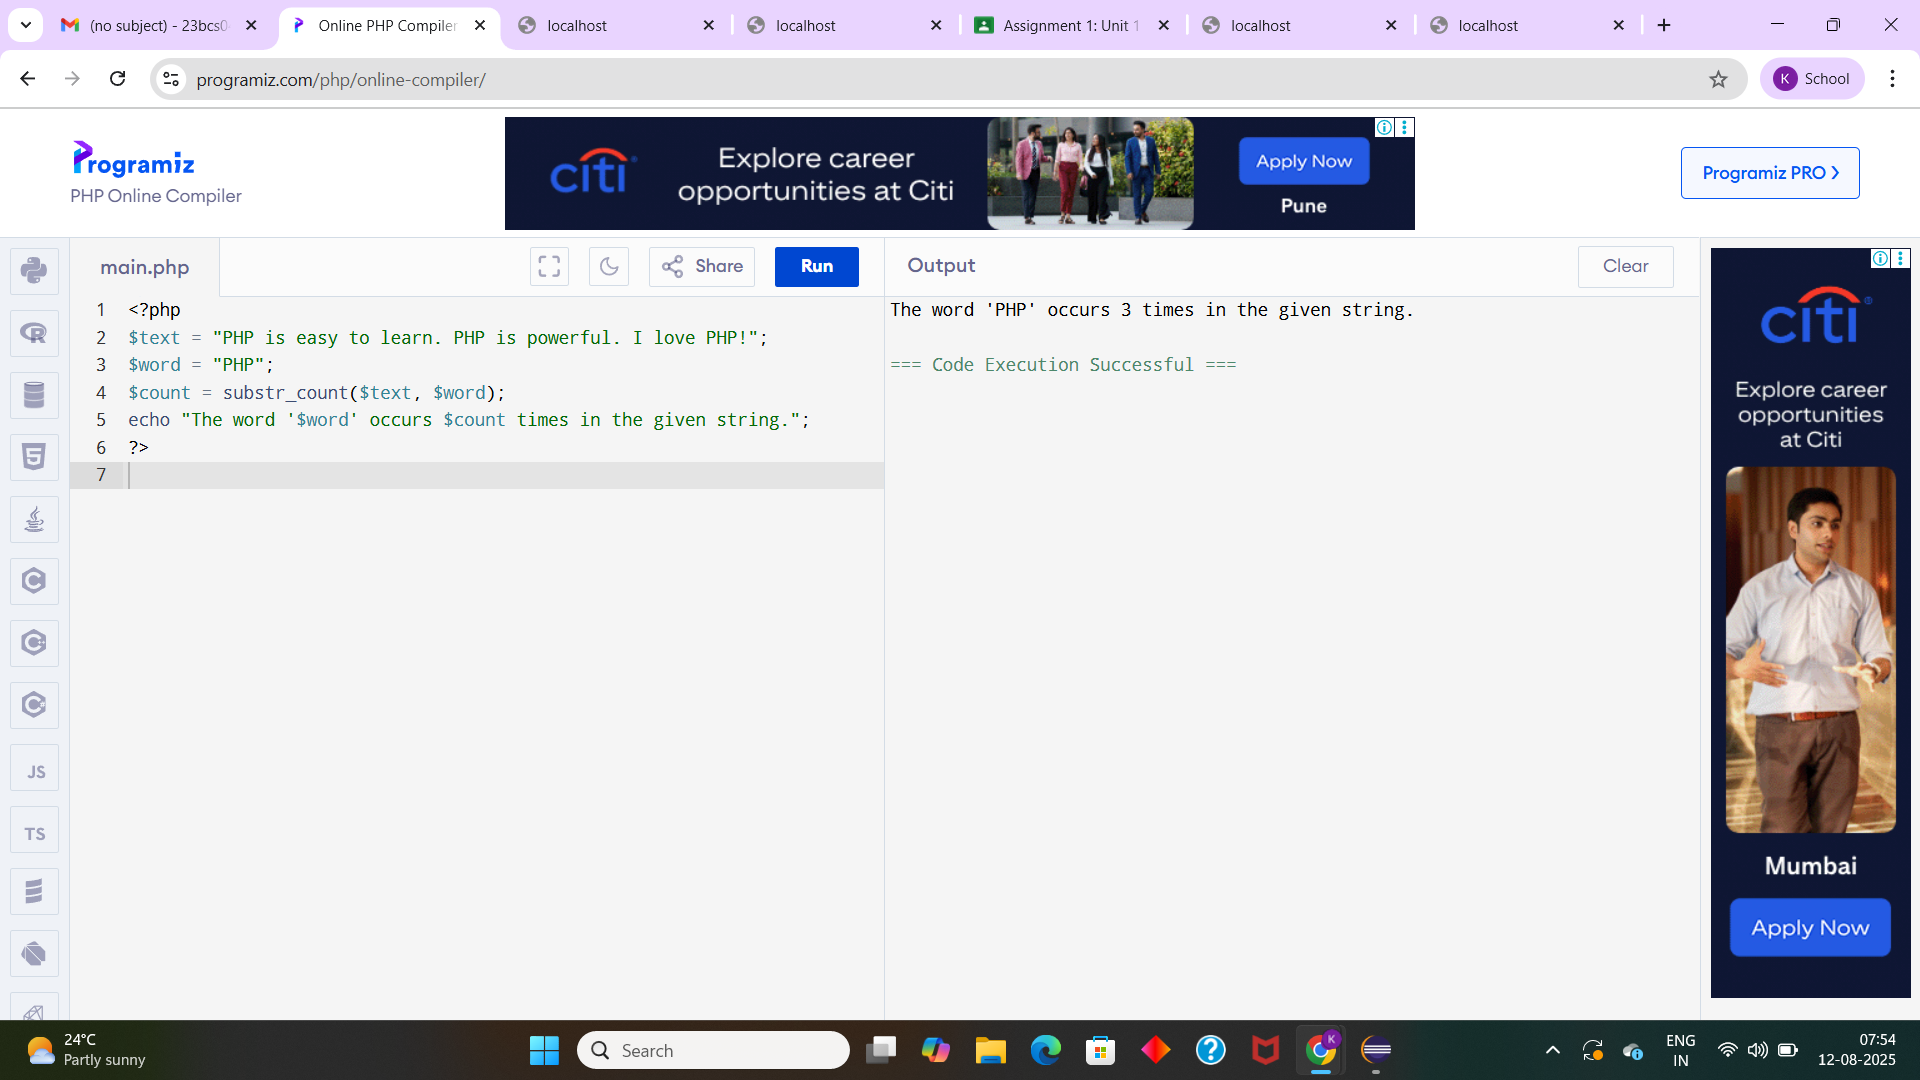 (no subject) - 23bcs0
Online PHP Compiler
localhost
localhost
Assignment 1: Unit 1
localhost
localhost
programiz.com/php/online-compiler/
K
School
Programiz
PHP Online Compiler
citi
Explore career
opportunities at Citi
Apply Now
Pune
Programiz PRO
main.php
Share
Run
Output
Clear
1 <?php
2 $text = "PHP is easy to learn. PHP is powerful. I love PHP!";
3 $word = "PHP";
4 $count = substr_count($text, $word);
5 echo "The word '$word' occurs $count times in the given string.";
6 ?>
7
The word 'PHP' occurs 3 times in the given string.
=== Code Execution Successful ===
JS
TS
citi
Explore career
opportunities
at Citi
Mumbai
Apply Now
24°C
Partly sunny
Search
K
ENG
IN
07:54
12-08-2025